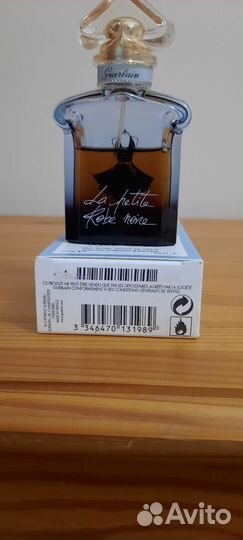 Guerlain
La petite
Robe noire
CE PRODUIT NE PEUT ÊTRE VENDU QUE PAR LES DÉPOSITAIRES AGRÉÉS PAR LA SOCIÉTÉ
GUERLAIN CONFORMÉMENT À SES CONDITIONS GÉNÉRALES DE VENTES.
3 346470 131989
Avito